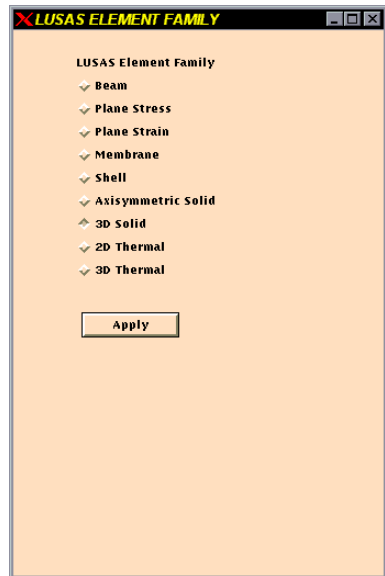 LUSAS ELEMENT FAMILY
LUSAS Element Family
Beam
Plane Stress
Plane Strain
Membrane
Shell
Axisymmetric Solid
3D Solid
2D Thermal
3D Thermal
Apply